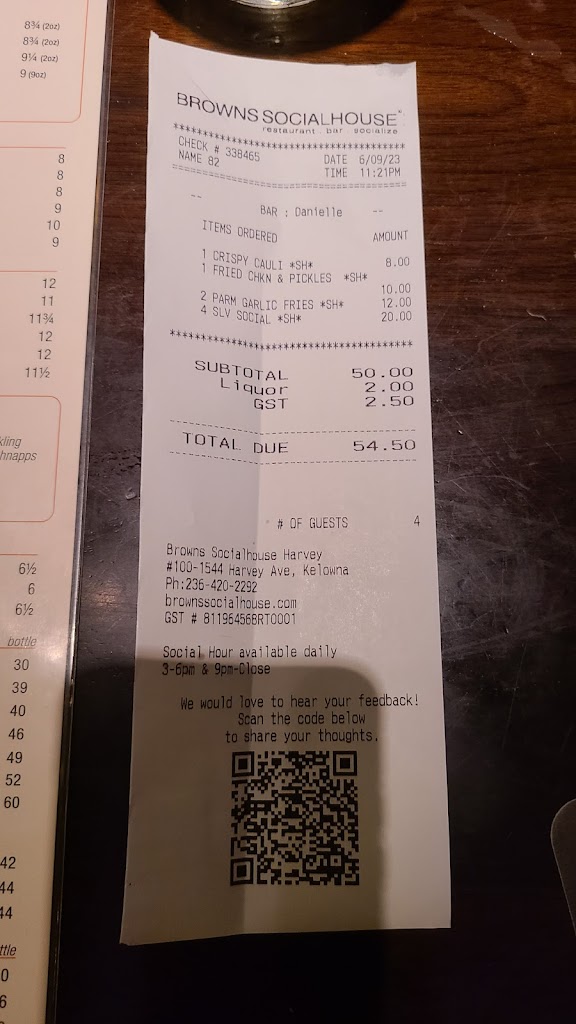 8¾ (2oz)
8¾ (2oz)
9¼ (2oz)
9 (9oz)
8
8
8
9
10
9
12
11
11¾
12
12
11½
kling
hnapps
6½
6
6½
bottle
30
39
40
46
49
52
60
42
44
44
ttle
0
6
BROWNS SOCIALHOUSE
restaurant . bar . socialize
************************************
CHECK # 338465 DATE 6/09/23
NAME 82 TIME 11:21PM
====================================
-- BAR : Danielle --
ITEMS ORDERED AMOUNT
1 CRISPY CAULI *SH* 8.00
1 FRIED CHKN & PICKLES *SH*
10.00
2 PARM GARLIC FRIES *SH* 12.00
4 SLV SOCIAL *SH* 20.00
************************************
SUBTOTAL 50.00
Liquor 2.00
GST 2.50
------------------------------------
TOTAL DUE 54.50
------------------------------------
# OF GUESTS 4
Browns Socialhouse Harvey
#100-1544 Harvey Ave, Kelowna
Ph:236-420-2292
brownssocialhouse.com
GST # 811964568RT0001
Social Hour available daily
3-6pm & 9pm-Close
We would love to hear your feedback!
Scan the code below
to share your thoughts.